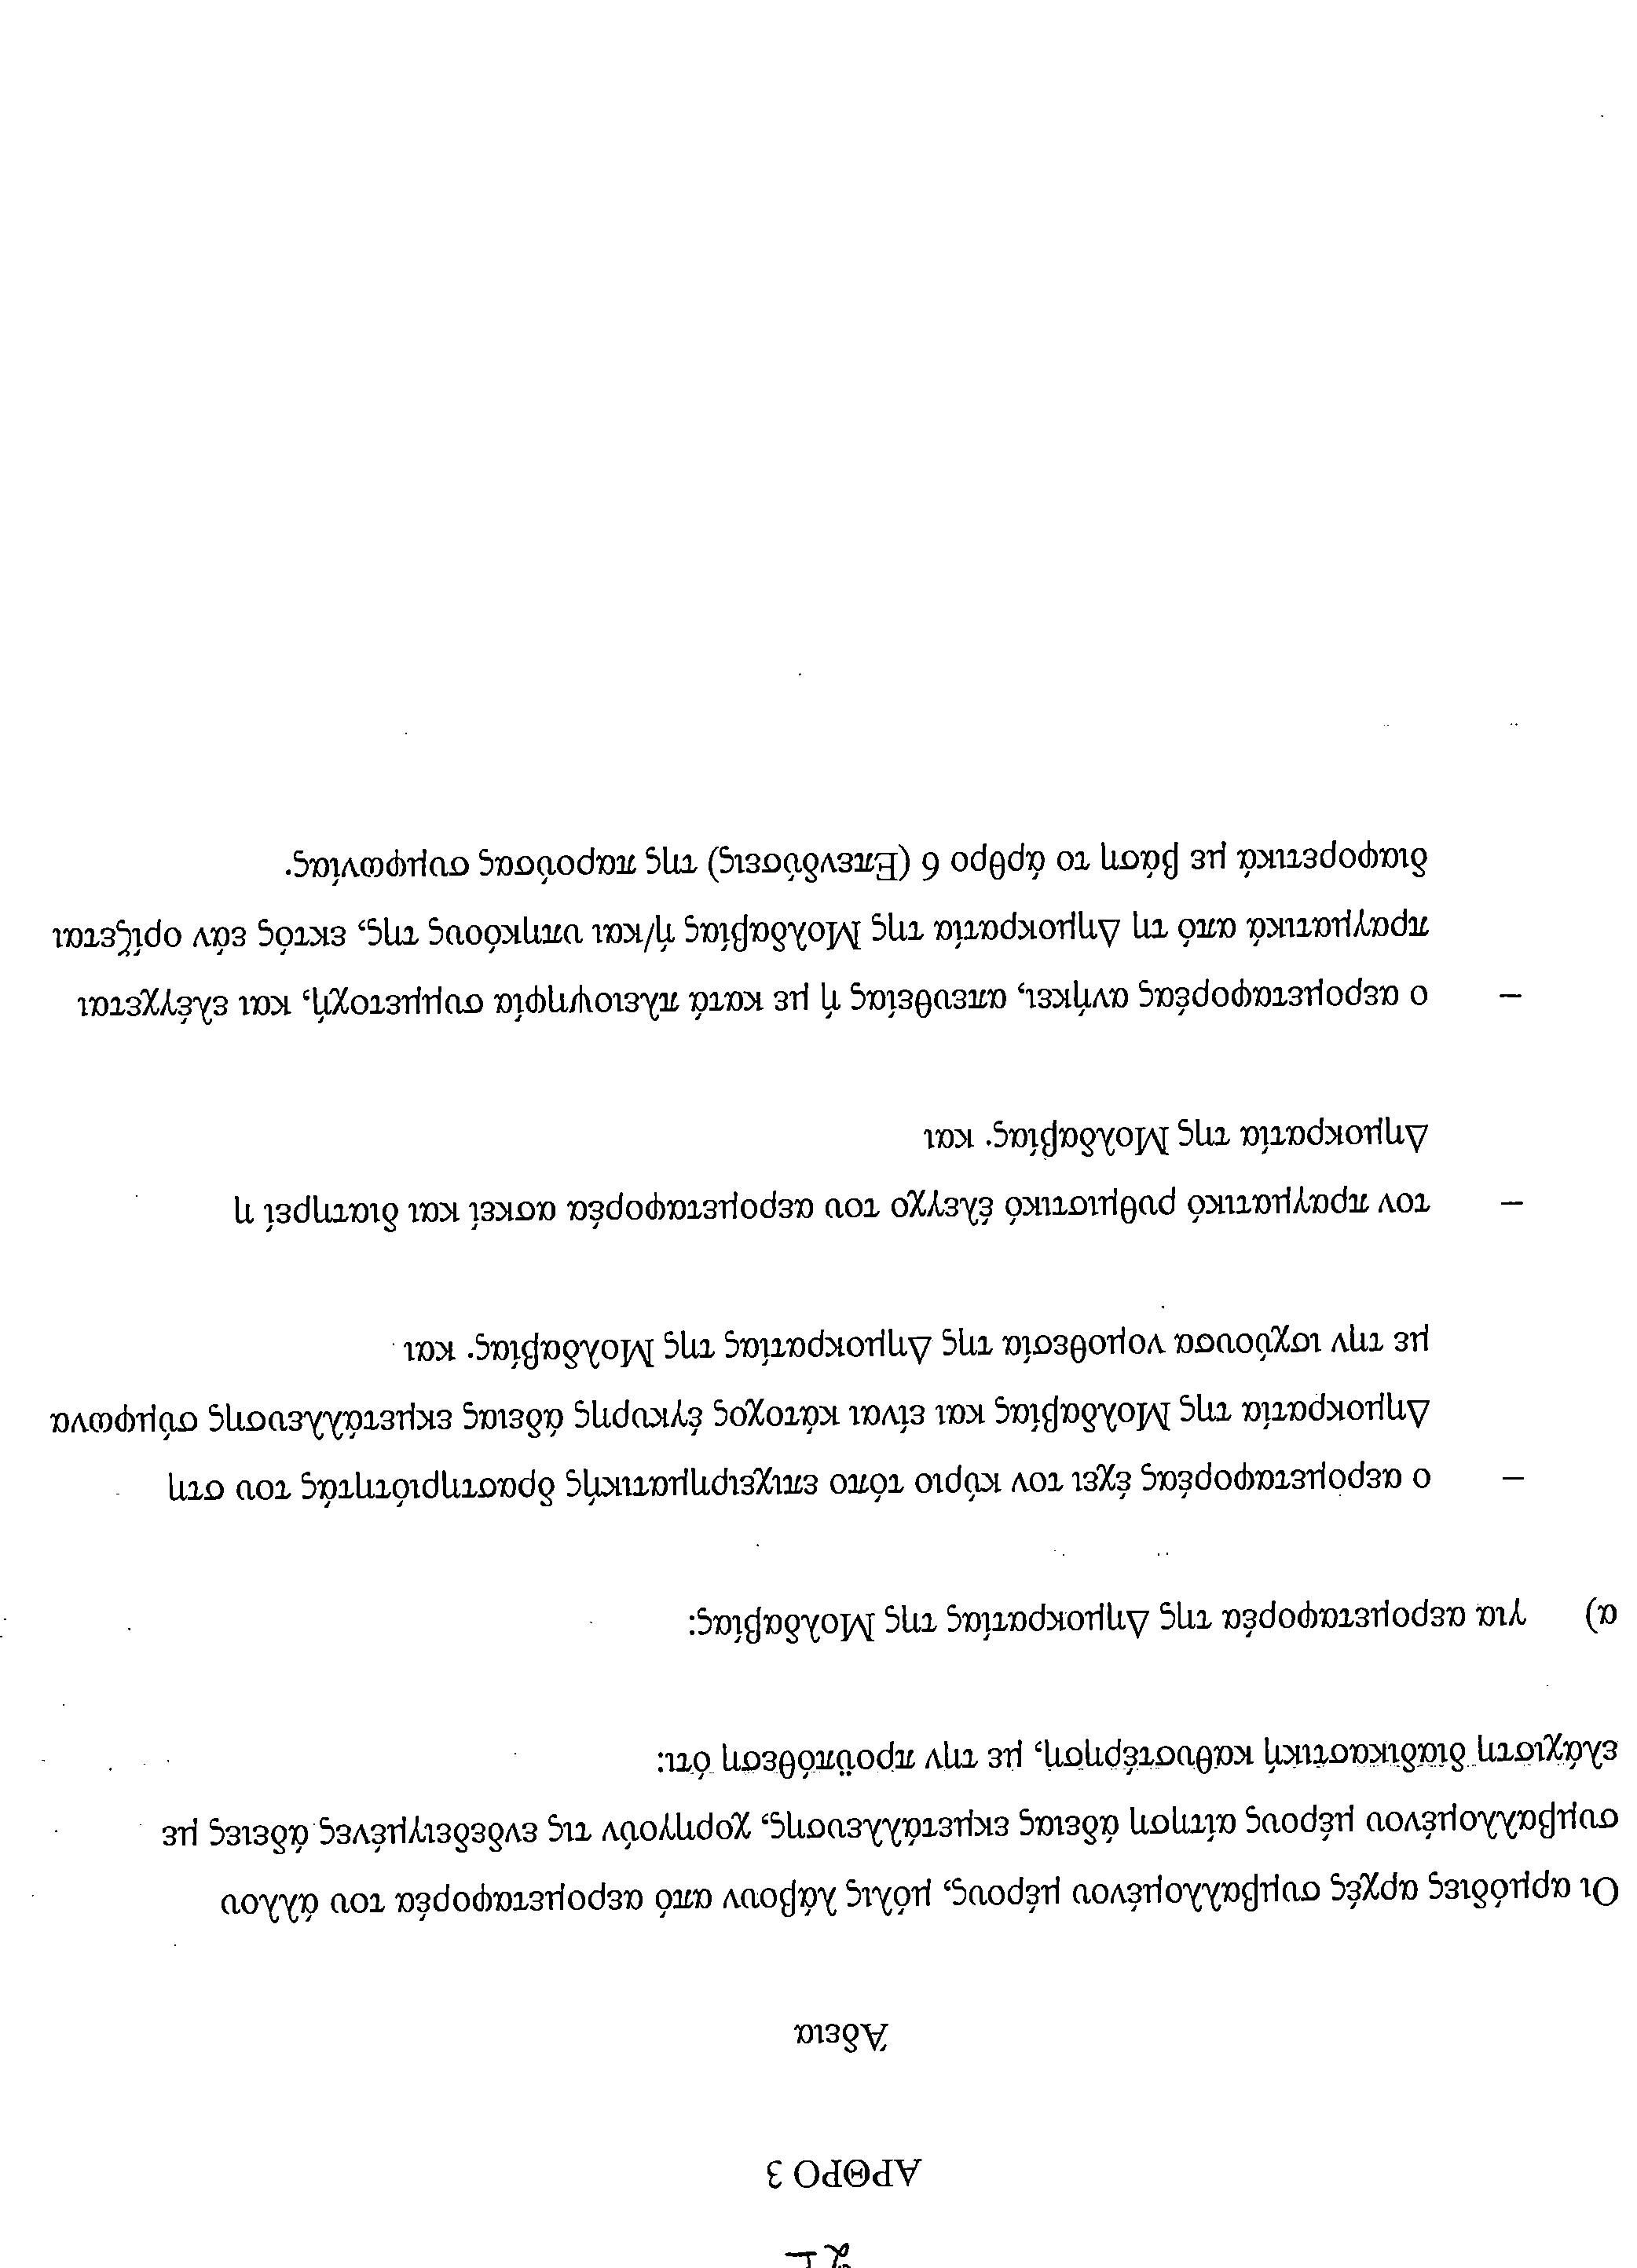 ΑΡΘΡΟ 3
Άδεια
Οι αρμόδιες αρχές συμβαλλομένου μέρους, μόλις λάβουν από αερομεταφορέα του άλλου
συμβαλλομένου μέρους αίτηση άδειας εκμετάλλευσης, χορηγούν τις ενδεδειγμένες άδειες με
ελάχιστη διαδικαστική καθυστέρηση, με την προϋπόθεση ότι:
α) για αερομεταφορέα της Δημοκρατίας της Μολδαβίας:
– ο αερομεταφορέας έχει τον κύριο τόπο επιχειρηματικής δραστηριότητάς του στη
Δημοκρατία της Μολδαβίας και είναι κάτοχος έγκυρης άδειας εκμετάλλευσης σύμφωνα
με την ισχύουσα νομοθεσία της Δημοκρατίας της Μολδαβίας· και
– τον πραγματικό ρυθμιστικό έλεγχο του αερομεταφορέα ασκεί και διατηρεί η
Δημοκρατία της Μολδαβίας· και
– ο αερομεταφορέας ανήκει, απευθείας ή με κατά πλειοψηφία συμμετοχή, και ελέγχεται
πραγματικά από τη Δημοκρατία της Μολδαβίας ή/και υπηκόους της, εκτός εάν ορίζεται
διαφορετικά με βάση το άρθρο 6 (Επενδύσεις) της παρούσας συμφωνίας.